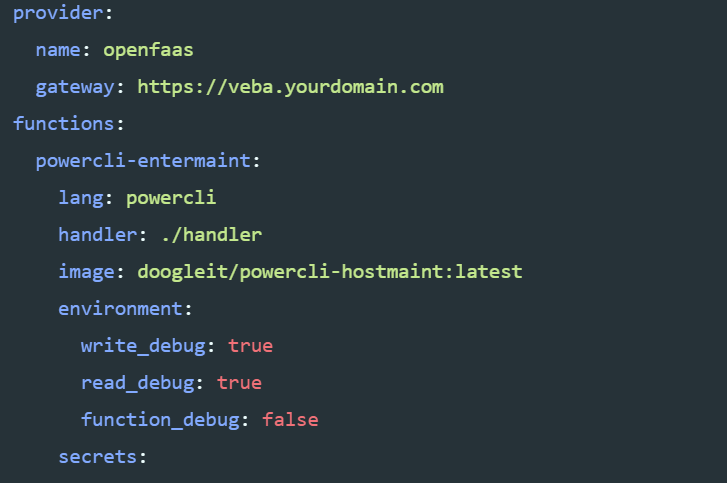 provider:
  name: openfaas
  gateway: https://veba.yourdomain.com
functions:
  powercli-entermaint:
    lang: powercli
    handler: ./handler
    image: doogleit/powercli-hostmaint:latest
    environment:
      write_debug: true
      read_debug: true
      function_debug: false
    secrets: